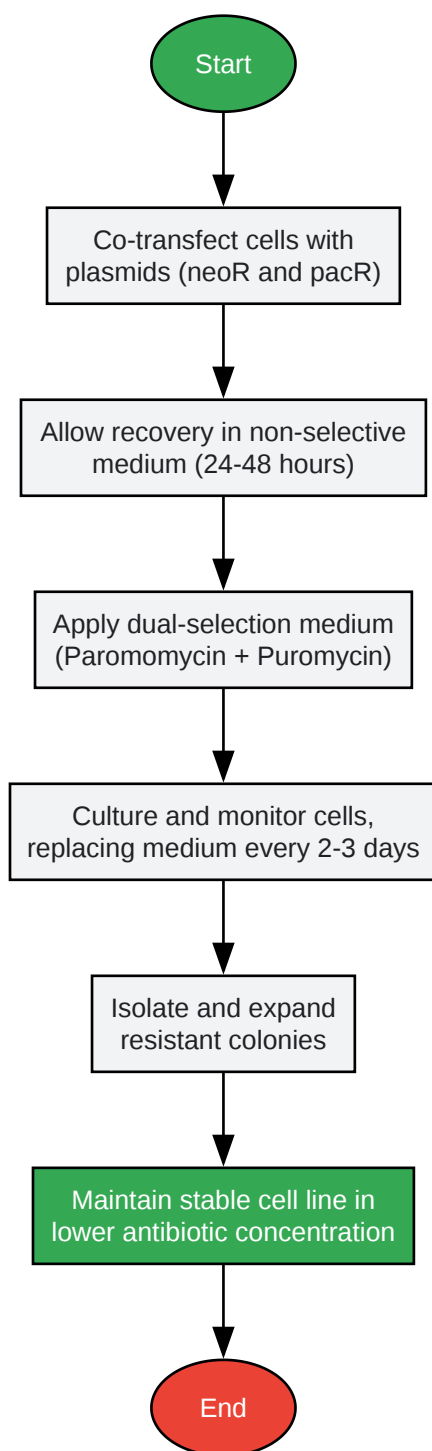 Start
Co-transfect cells with
plasmids (neoR and pacR)
Allow recovery in non-selective
medium (24-48 hours)
Apply dual-selection medium
(Paromomycin + Puromycin)
Culture and monitor cells,
replacing medium every 2-3 days
Isolate and expand
resistant colonies
Maintain stable cell line in
lower antibiotic concentration
End